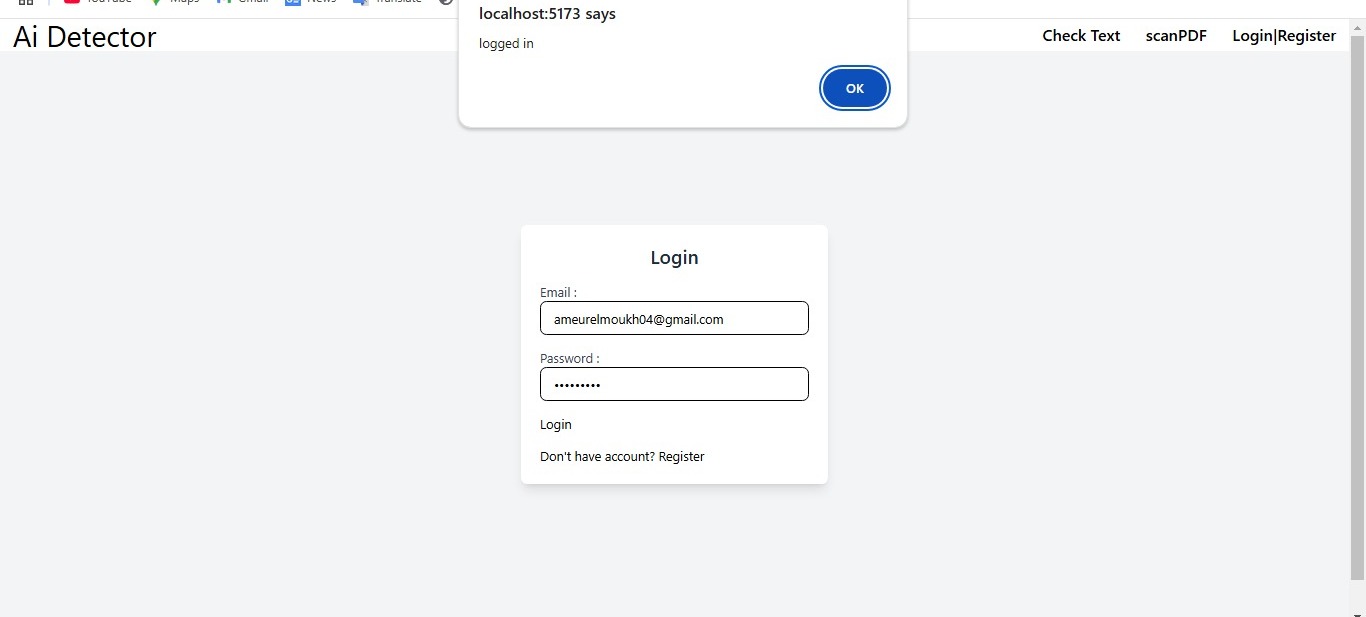 YouTube Maps Gmail News Translate
localhost:5173 says
logged in
OK
Ai Detector
Check Text scanPDF Login|Register
Login
Email :
ameurelmoukh04@gmail.com
Password :
•••••••••
Login
Don't have account? Register